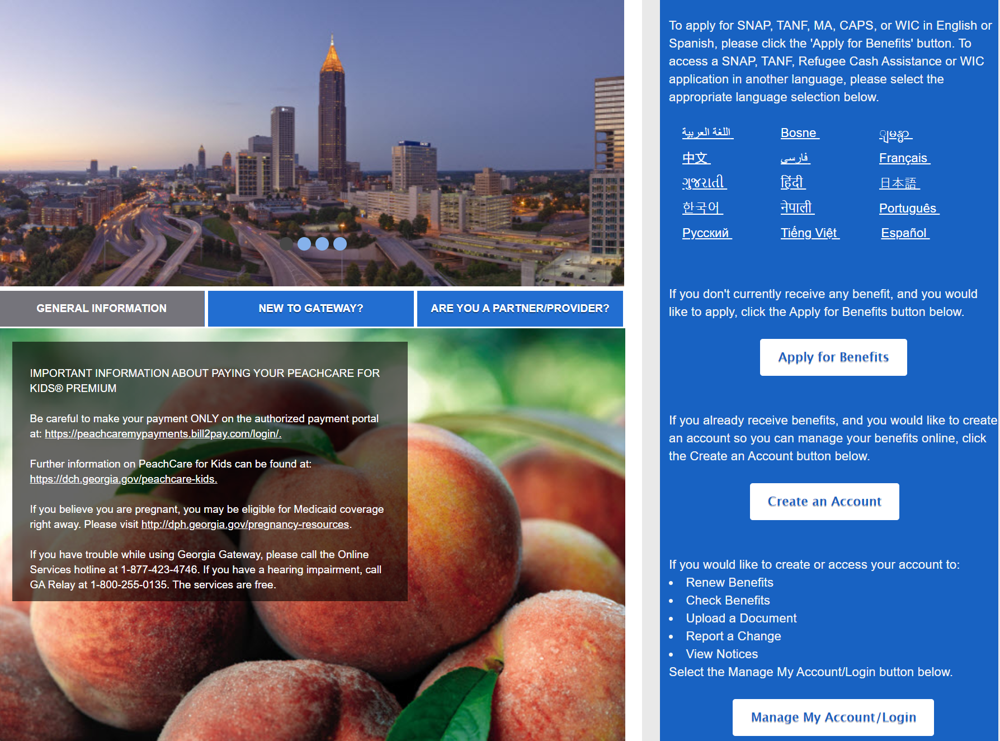 GENERAL INFORMATION
NEW TO GATEWAY?
ARE YOU A PARTNER/PROVIDER?
IMPORTANT INFORMATION ABOUT PAYING YOUR PEACHCARE FOR
KIDS® PREMIUM
Be careful to make your payment ONLY on the authorized payment portal
at: https://peachcaremypayments.bill2pay.com/login/.
Further information on PeachCare for Kids can be found at:
https://dch.georgia.gov/peachcare-kids.
If you believe you are pregnant, you may be eligible for Medicaid coverage
right away. Please visit http://dph.georgia.gov/pregnancy-resources.
If you have trouble while using Georgia Gateway, please call the Online
Services hotline at 1-877-423-4746. If you have a hearing impairment, call
GA Relay at 1-800-255-0135. The services are free.
To apply for SNAP, TANF, MA, CAPS, or WIC in English or
Spanish, please click the 'Apply for Benefits' button. To
access a SNAP, TANF, Refugee Cash Assistance or WIC
application in another language, please select the
appropriate language selection below.
اللغة العربية
Bosne
ျမန္မာ
中文
فارسی
Français
ગુજરાતી
हिंदी
日本語
한국어
नेपाली
Português
Русский
Tiếng Việt
Español
If you don't currently receive any benefit, and you would
like to apply, click the Apply for Benefits button below.
Apply for Benefits
If you already receive benefits, and you would like to create
an account so you can manage your benefits online, click
the Create an Account button below.
Create an Account
If you would like to create or access your account to:
• Renew Benefits
• Check Benefits
• Upload a Document
• Report a Change
• View Notices
Select the Manage My Account/Login button below.
Manage My Account/Login